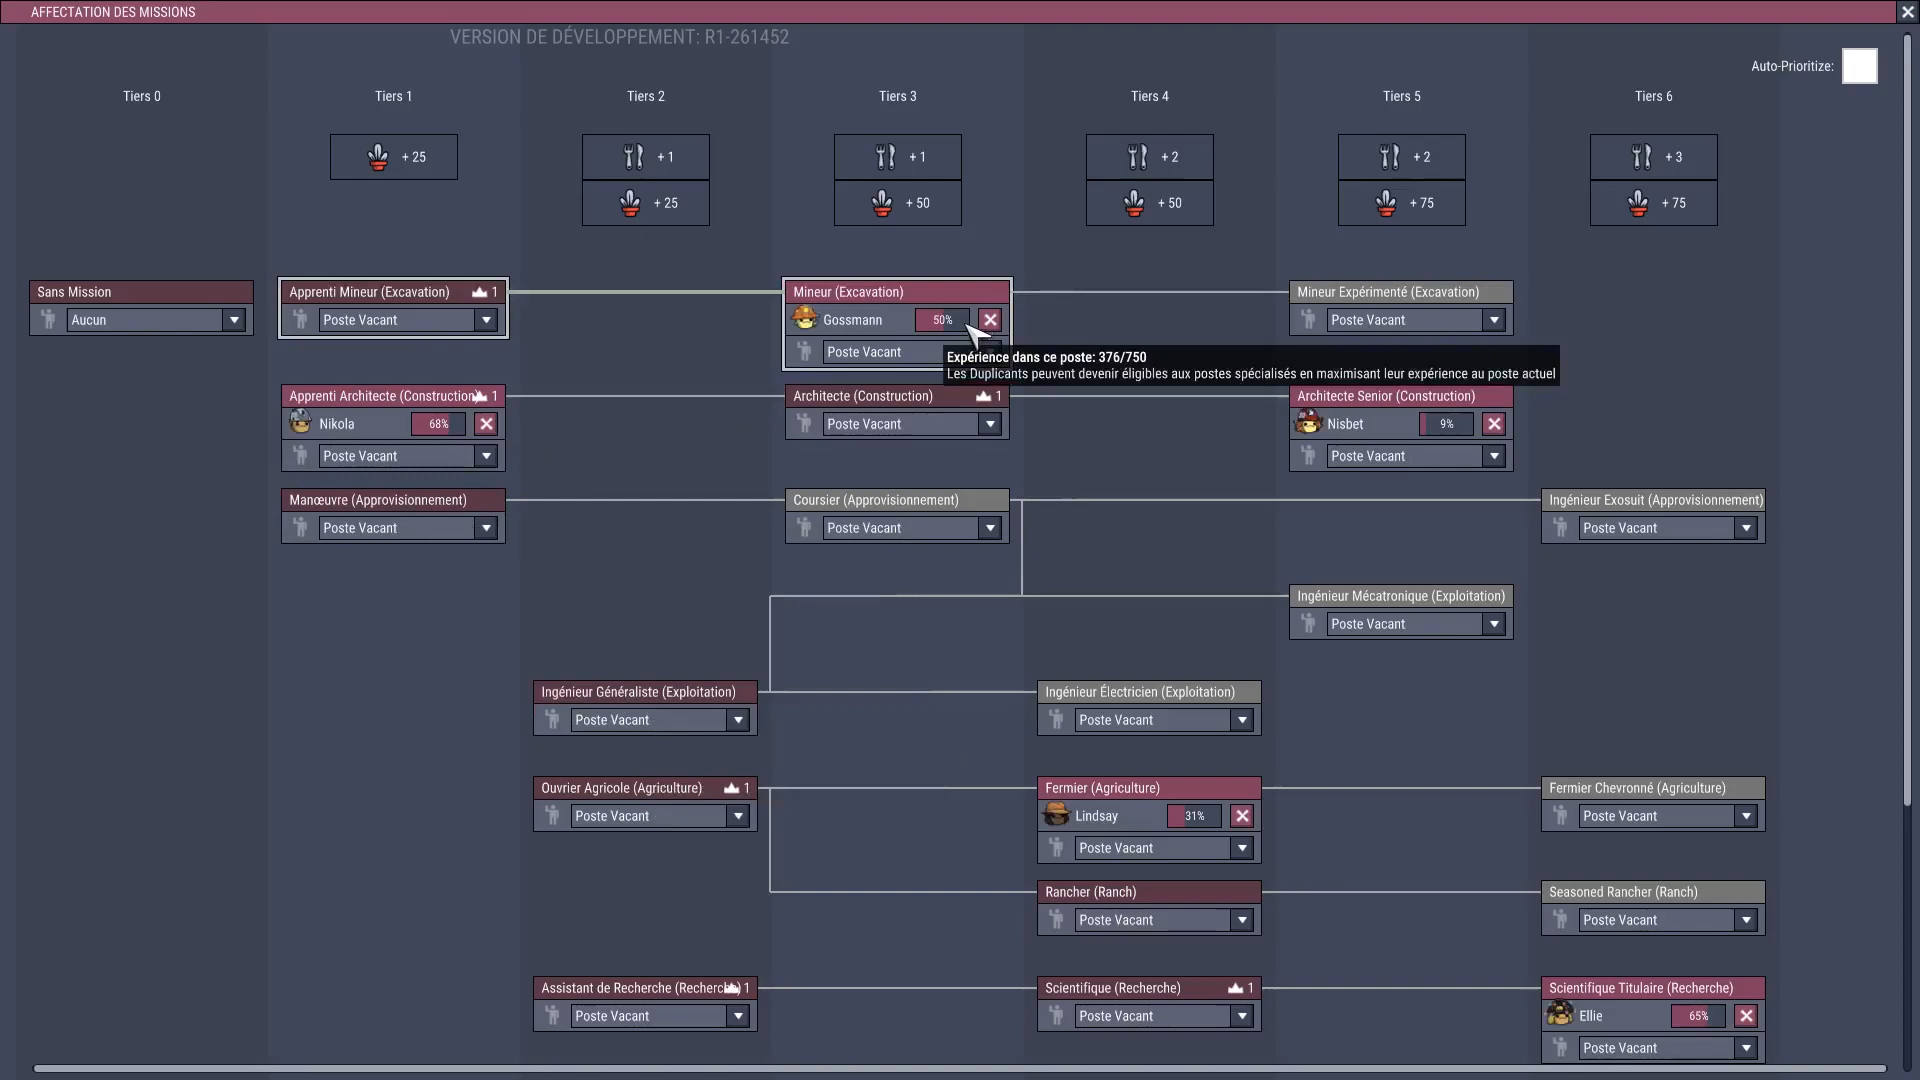 AFFECTATION DES MISSIONS
VERSION DE DÉVELOPPEMENT: R1-261452
Auto-Prioritize:
Tiers 0
Tiers 1
Tiers 2
Tiers 3
Tiers 4
Tiers 5
Tiers 6
+ 25
+ 1
+ 1
+ 2
+ 2
+ 3
+ 25
+ 50
+ 50
+ 75
+ 75
Sans Mission
Aucun
Apprenti Mineur (Excavation) 1
Poste Vacant
Mineur (Excavation)
Gossmann 50%
Poste Vacant
Mineur Expérimenté (Excavation)
Poste Vacant
Expérience dans ce poste: 376/750
Les Duplicants peuvent devenir éligibles aux postes spécialisés en maximisant leur expérience au poste actuel
Apprenti Architecte (Construction) 1
Nikola 68%
Poste Vacant
Architecte (Construction) 1
Poste Vacant
Architecte Senior (Construction)
Nisbet 9%
Poste Vacant
Manœuvre (Approvisionnement)
Poste Vacant
Coursier (Approvisionnement)
Poste Vacant
Ingénieur Exosuit (Approvisionnement)
Poste Vacant
Ingénieur Mécatronique (Exploitation)
Poste Vacant
Ingénieur Généraliste (Exploitation)
Poste Vacant
Ingénieur Électricien (Exploitation)
Poste Vacant
Ouvrier Agricole (Agriculture) 1
Poste Vacant
Fermier (Agriculture)
Lindsay 31%
Poste Vacant
Fermier Chevronné (Agriculture)
Poste Vacant
Rancher (Ranch)
Poste Vacant
Seasoned Rancher (Ranch)
Poste Vacant
Assistant de Recherche (Recherche) 1
Poste Vacant
Scientifique (Recherche) 1
Poste Vacant
Scientifique Titulaire (Recherche)
Ellie 65%
Poste Vacant